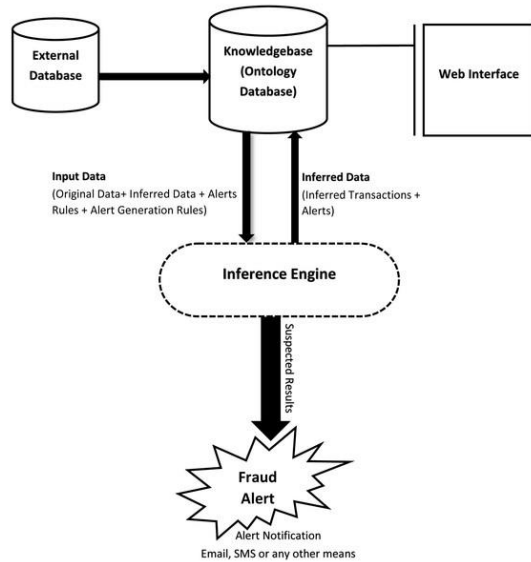 External
Database
Knowledgebase
(Ontology
Database)
Web Interface
Input Data
(Original Data+ Inferred Data + Alerts
Rules + Alert Generation Rules)
Inferred Data
(Inferred Transactions +
Alerts)
Inference Engine
Suspected Results
Fraud
Alert
Alert Notification
Email, SMS or any other means